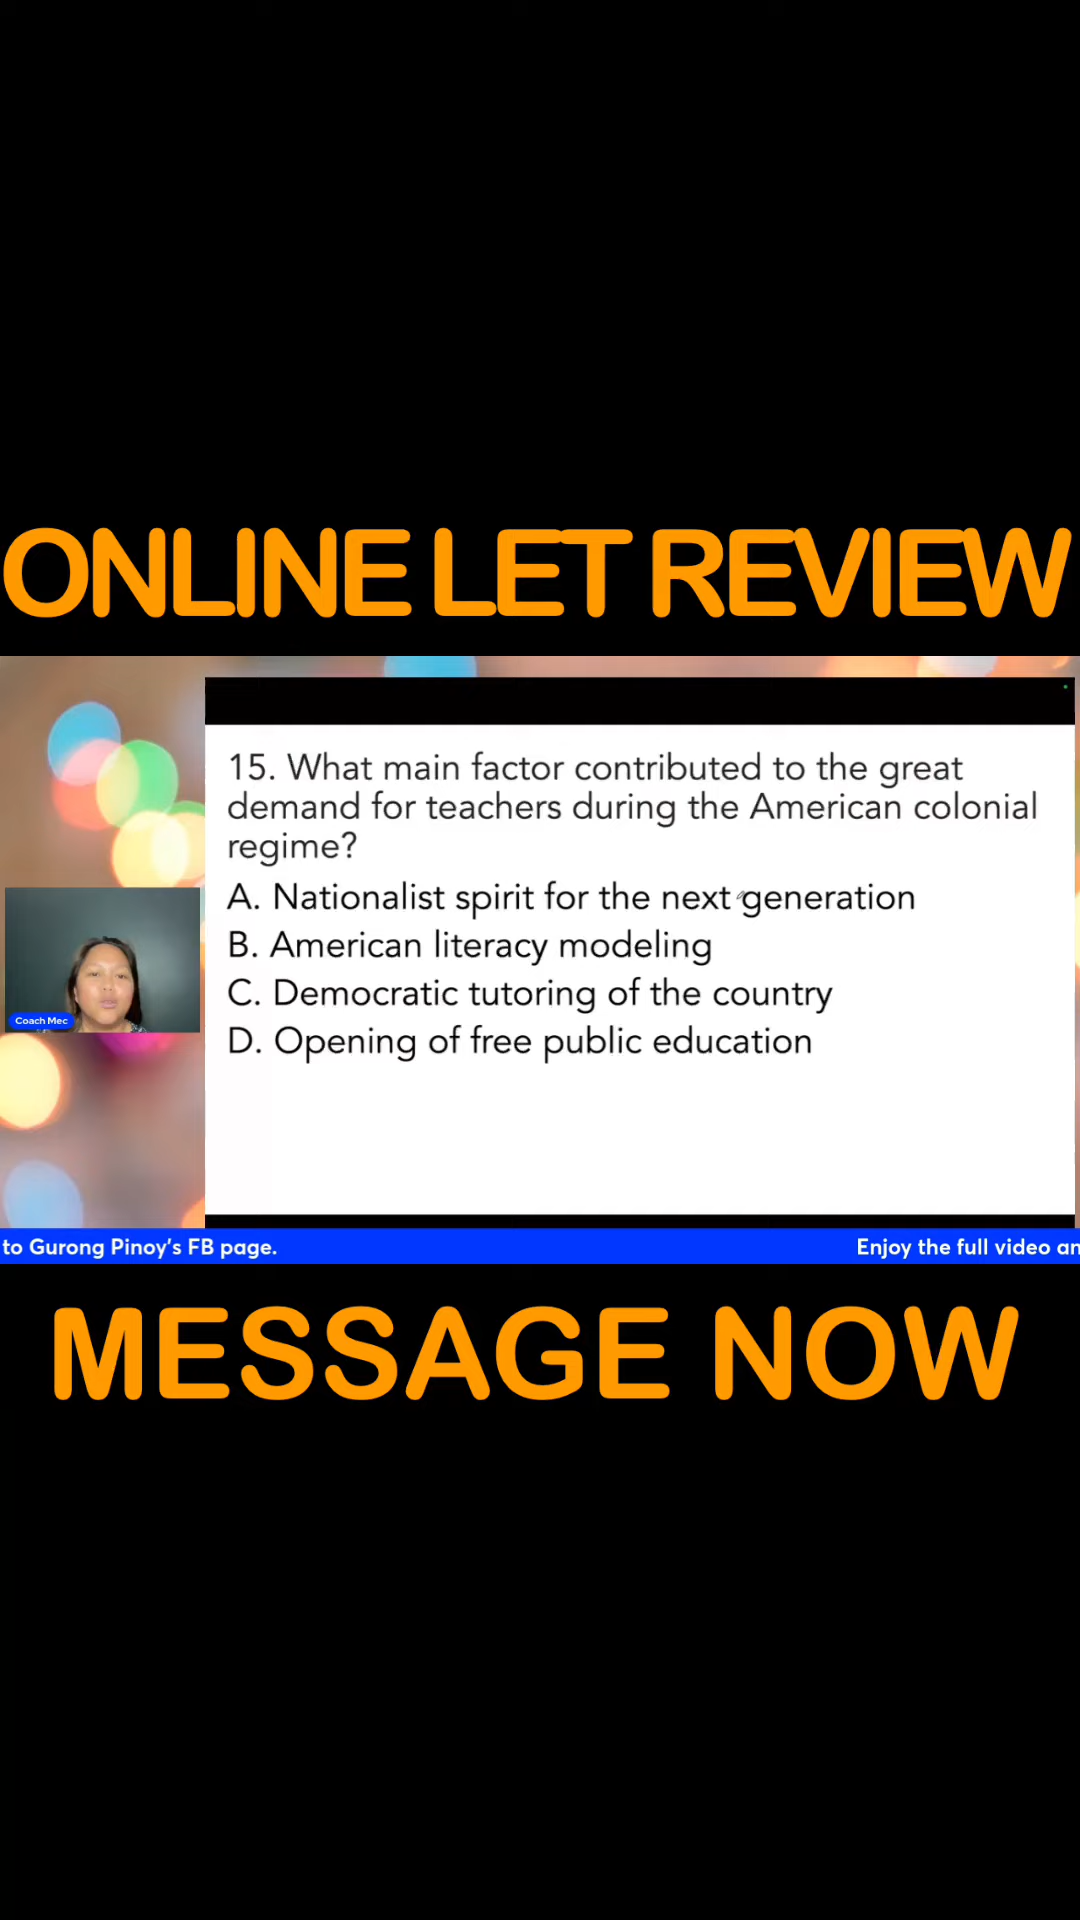 ONLINE LET REVIEW
15. What main factor contributed to the great
demand for teachers during the American colonial
regime?
A. Nationalist spirit for the next generation
B. American literacy modeling
C. Democratic tutoring of the country
D. Opening of free public education
Coach Mec
to Gurong Pinoy's FB page.
Enjoy the full video an
MESSAGE NOW